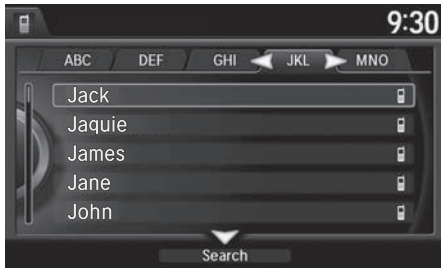 9:30
ABC DEF GHI JKL MNO
Jack
Jaquie
James
Jane
John
Search